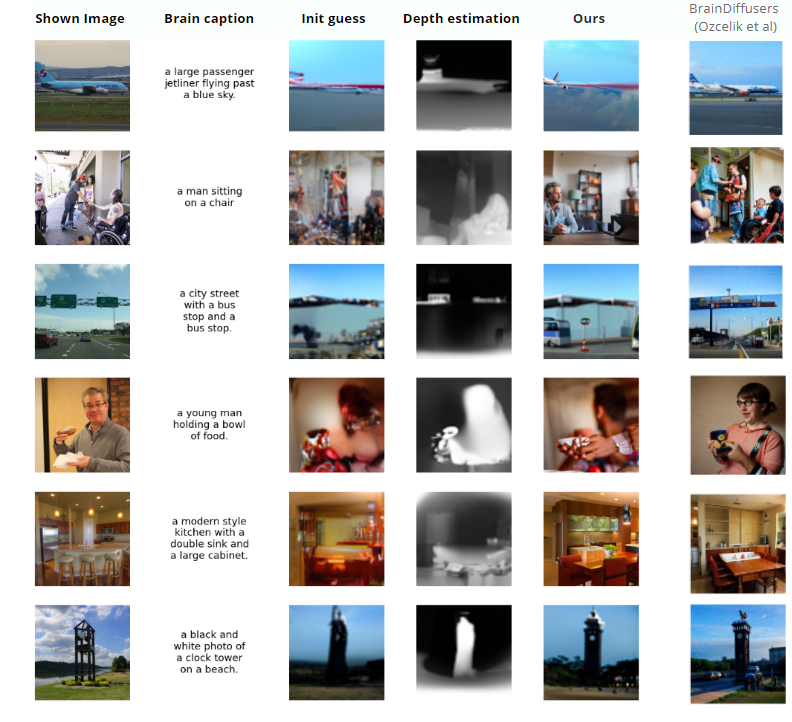 Shown Image
Brain caption
Init guess
Depth estimation
Ours
BrainDiffusers
(Ozcelik et al)
a large passenger
jetliner flying past
a blue sky.
a man sitting
on a chair
a city street
with a bus
stop and a
bus stop.
a young man
holding a bowl
of food.
a modern style
kitchen with a
double sink and
a large cabinet.
a black and
white photo of
a clock tower
on a beach.